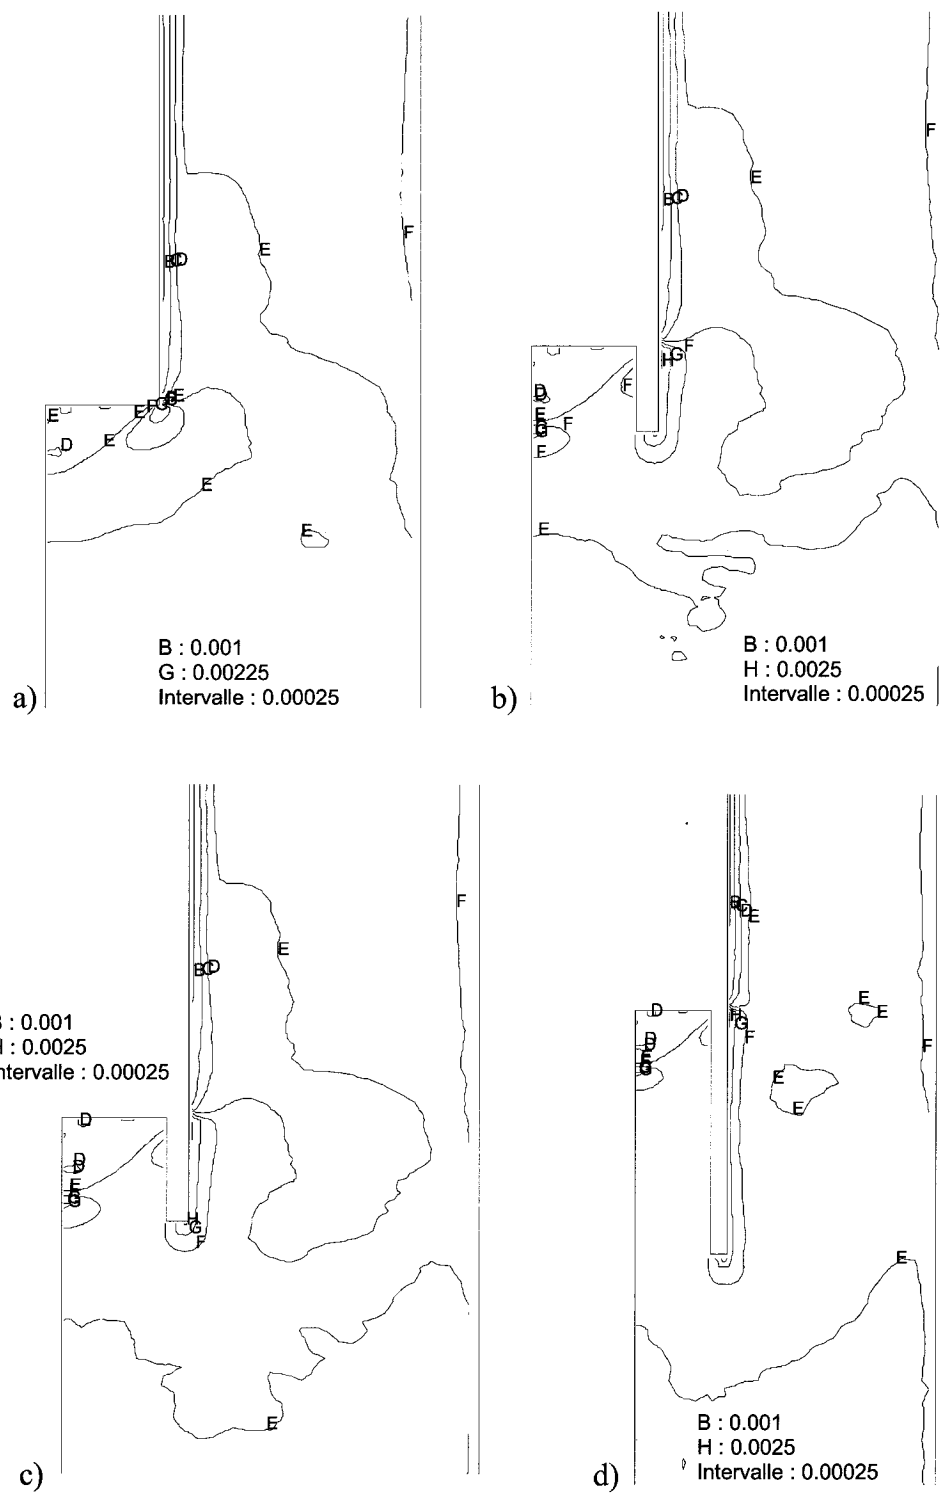 F
E
B C D
E
E F G E
E
D
E
E
E
B : 0.001
G : 0.00225
Intervalle : 0.00025
a)
F
E
B C D
F
G
H
F
D
E
G
F
F
E
B : 0.001
H : 0.0025
Intervalle : 0.00025
b)
F
E
B C D
: 0.001
: 0.0025
ntervalle : 0.00025
D
D
D
E
G
H
G
F
E
c)
B C D E
E
E
D
H
G
F
F
D
D
E
G
E
E
E
B : 0.001
H : 0.0025
Intervalle : 0.00025
d)